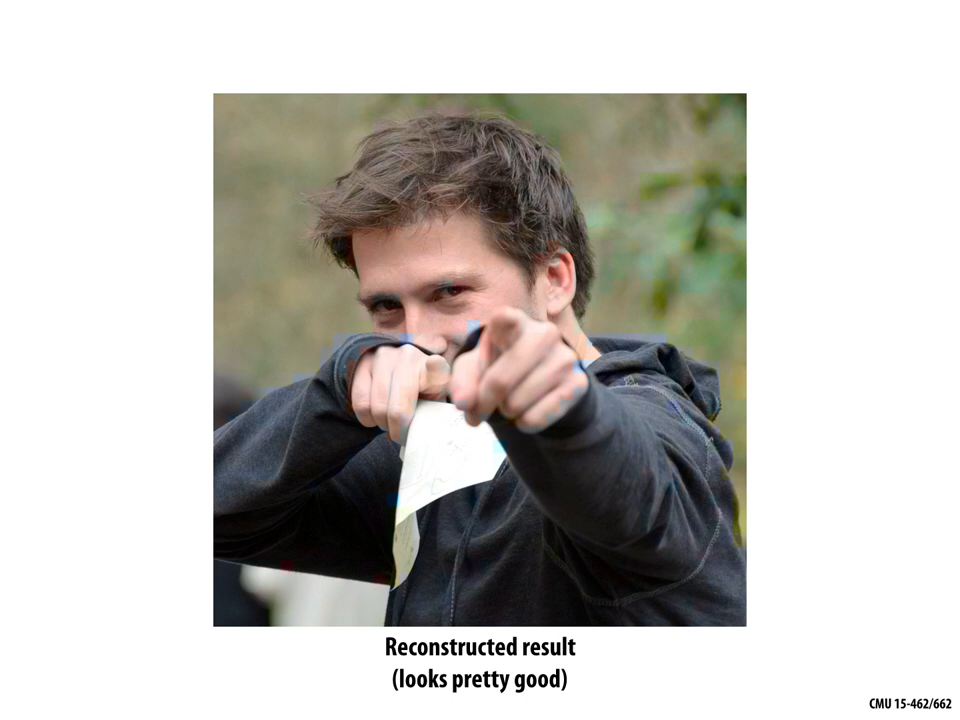 Reconstructed result
(looks pretty good)
CMU 15-462/662